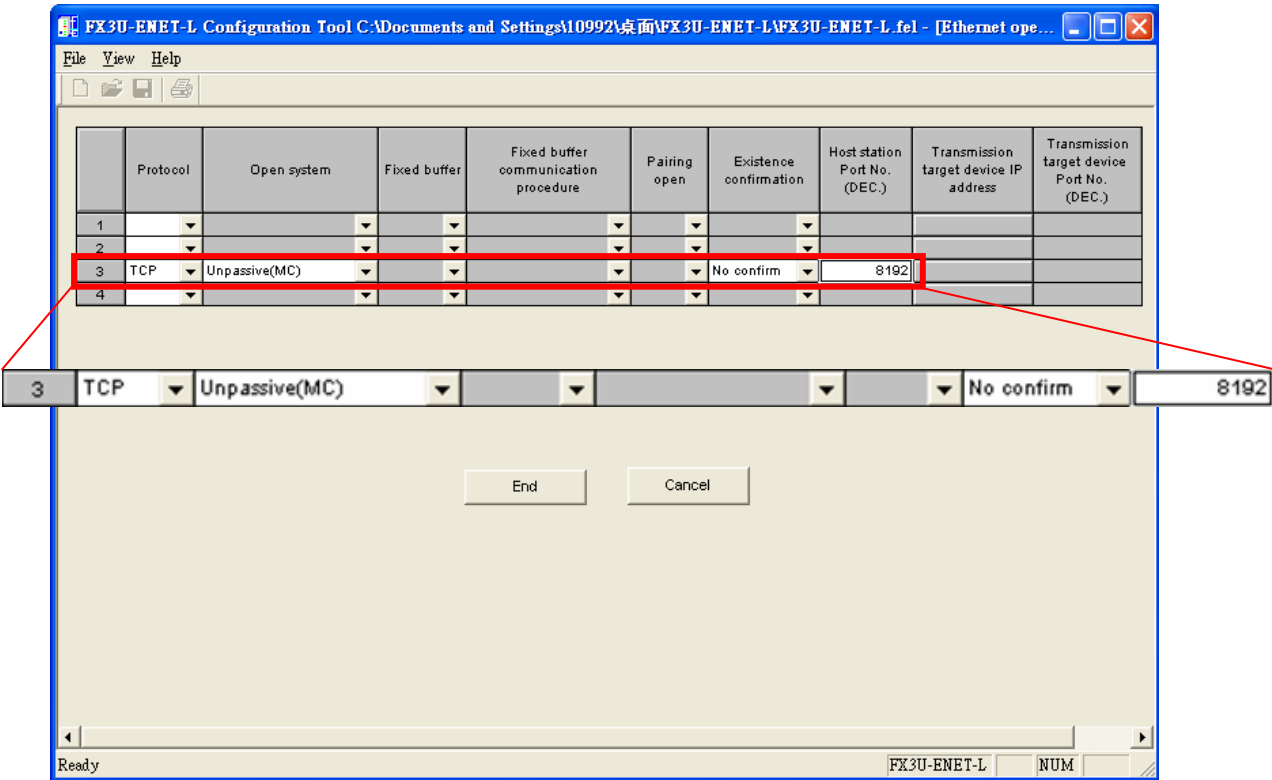 FX3U-ENET-L Configuration Tool C:\Documents and Settings\10992\桌面\FX3U-ENET-L\FX3U-ENET-L.fel - [Ethernet ope...
File View Help
Protocol Open system Fixed buffer Fixed buffer communication procedure Pairing open Existence confirmation Host station Port No. (DEC.) Transmission target device IP address Transmission target device Port No. (DEC.)
1
2
3 TCP Unpassive(MC) No confirm 8192
4
3 TCP Unpassive(MC) No confirm 8192
End Cancel
Ready FX3U-ENET-L NUM